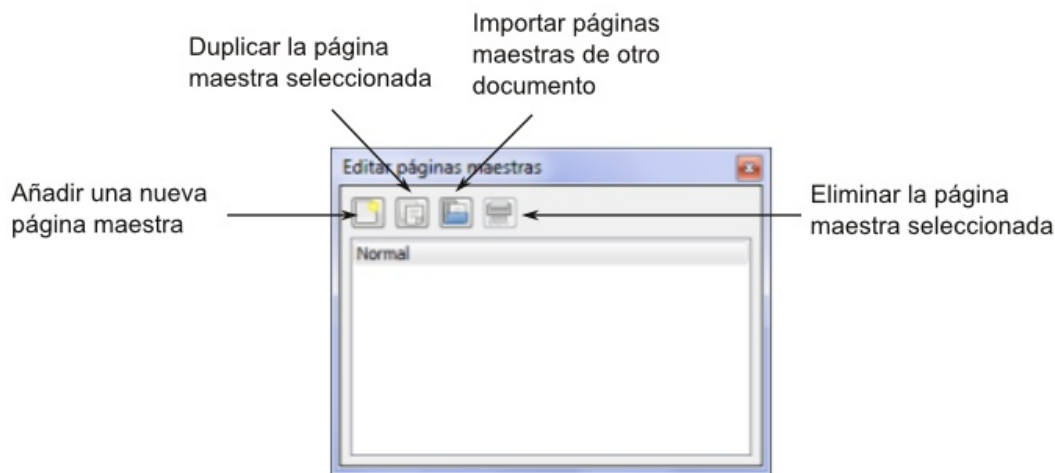 Importar páginas
maestras de otro
documento
Duplicar la página
maestra seleccionada
Editar páginas maestras
Añadir una nueva
página maestra
Eliminar la página
maestra seleccionada
Normal